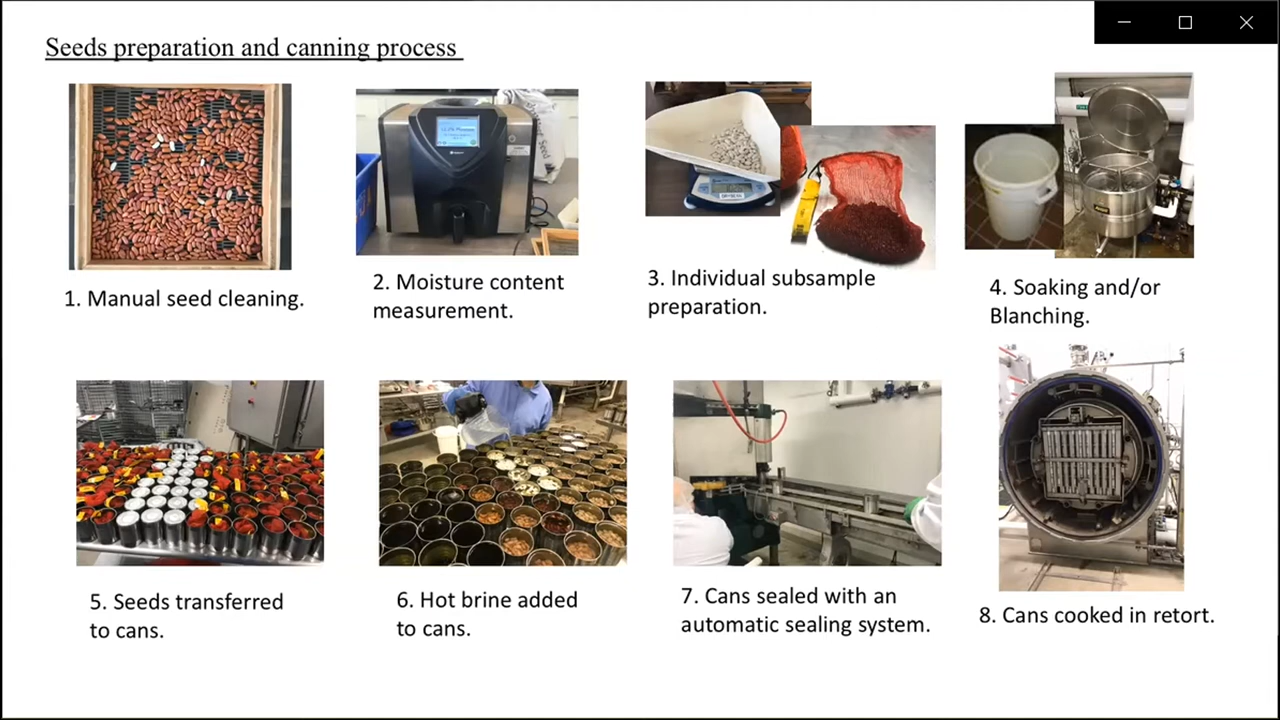 Seeds preparation and canning process
1. Manual seed cleaning.
2. Moisture content
measurement.
3. Individual subsample
preparation.
4. Soaking and/or
Blanching.
5. Seeds transferred
to cans.
6. Hot brine added
to cans.
7. Cans sealed with an
automatic sealing system.
8. Cans cooked in retort.